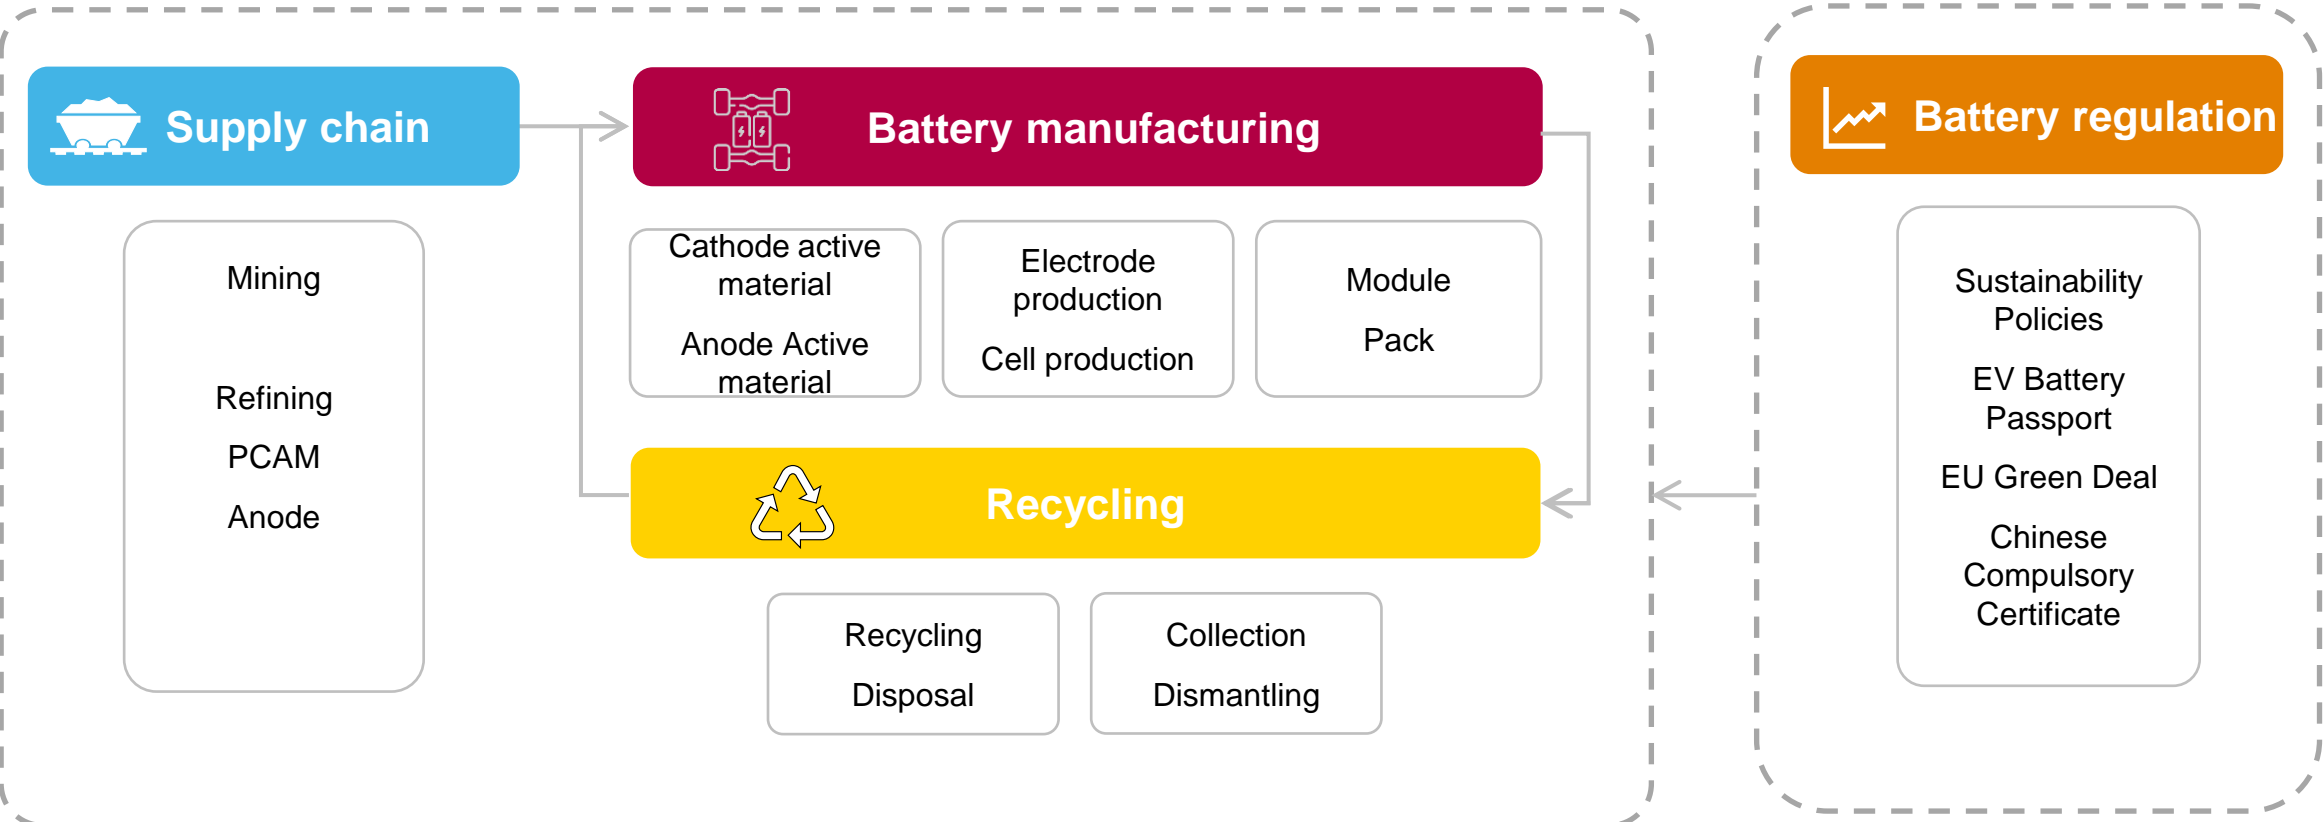 Supply chain
Mining
Refining
PCAM
Anode
Battery manufacturing
Cathode active
material
Anode Active
material
Electrode
production
Cell production
Module
Pack
Recycling
Recycling
Disposal
Collection
Dismantling
Battery regulation
Sustainability
Policies
EV Battery
Passport
EU Green Deal
Chinese
Compulsory
Certificate